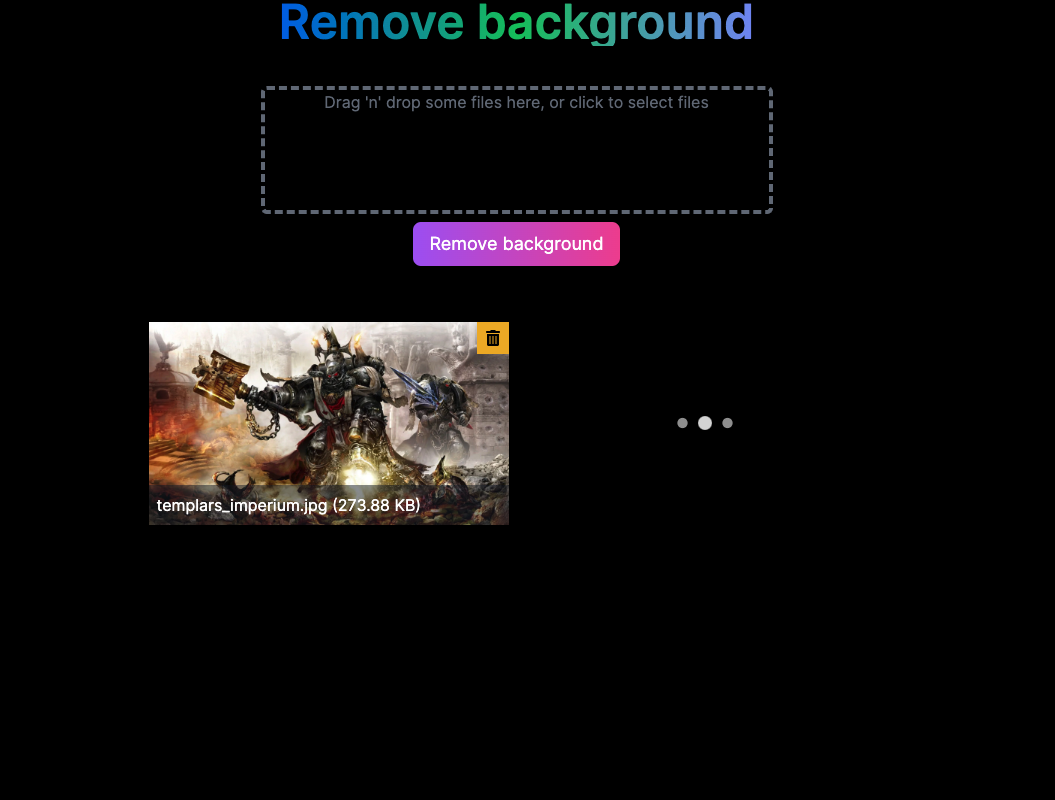 Remove background
Drag 'n' drop some files here, or click to select files
Remove background
templars_imperium.jpg (273.88 KB)